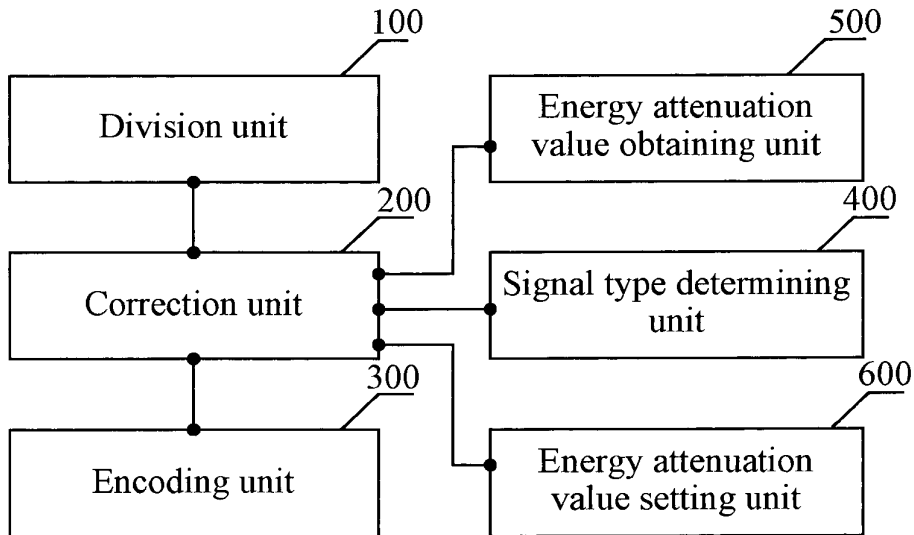 100
Division unit
500
Energy attenuation
value obtaining unit
200
Correction unit
400
Signal type determining
unit
300
Encoding unit
600
Energy attenuation
value setting unit